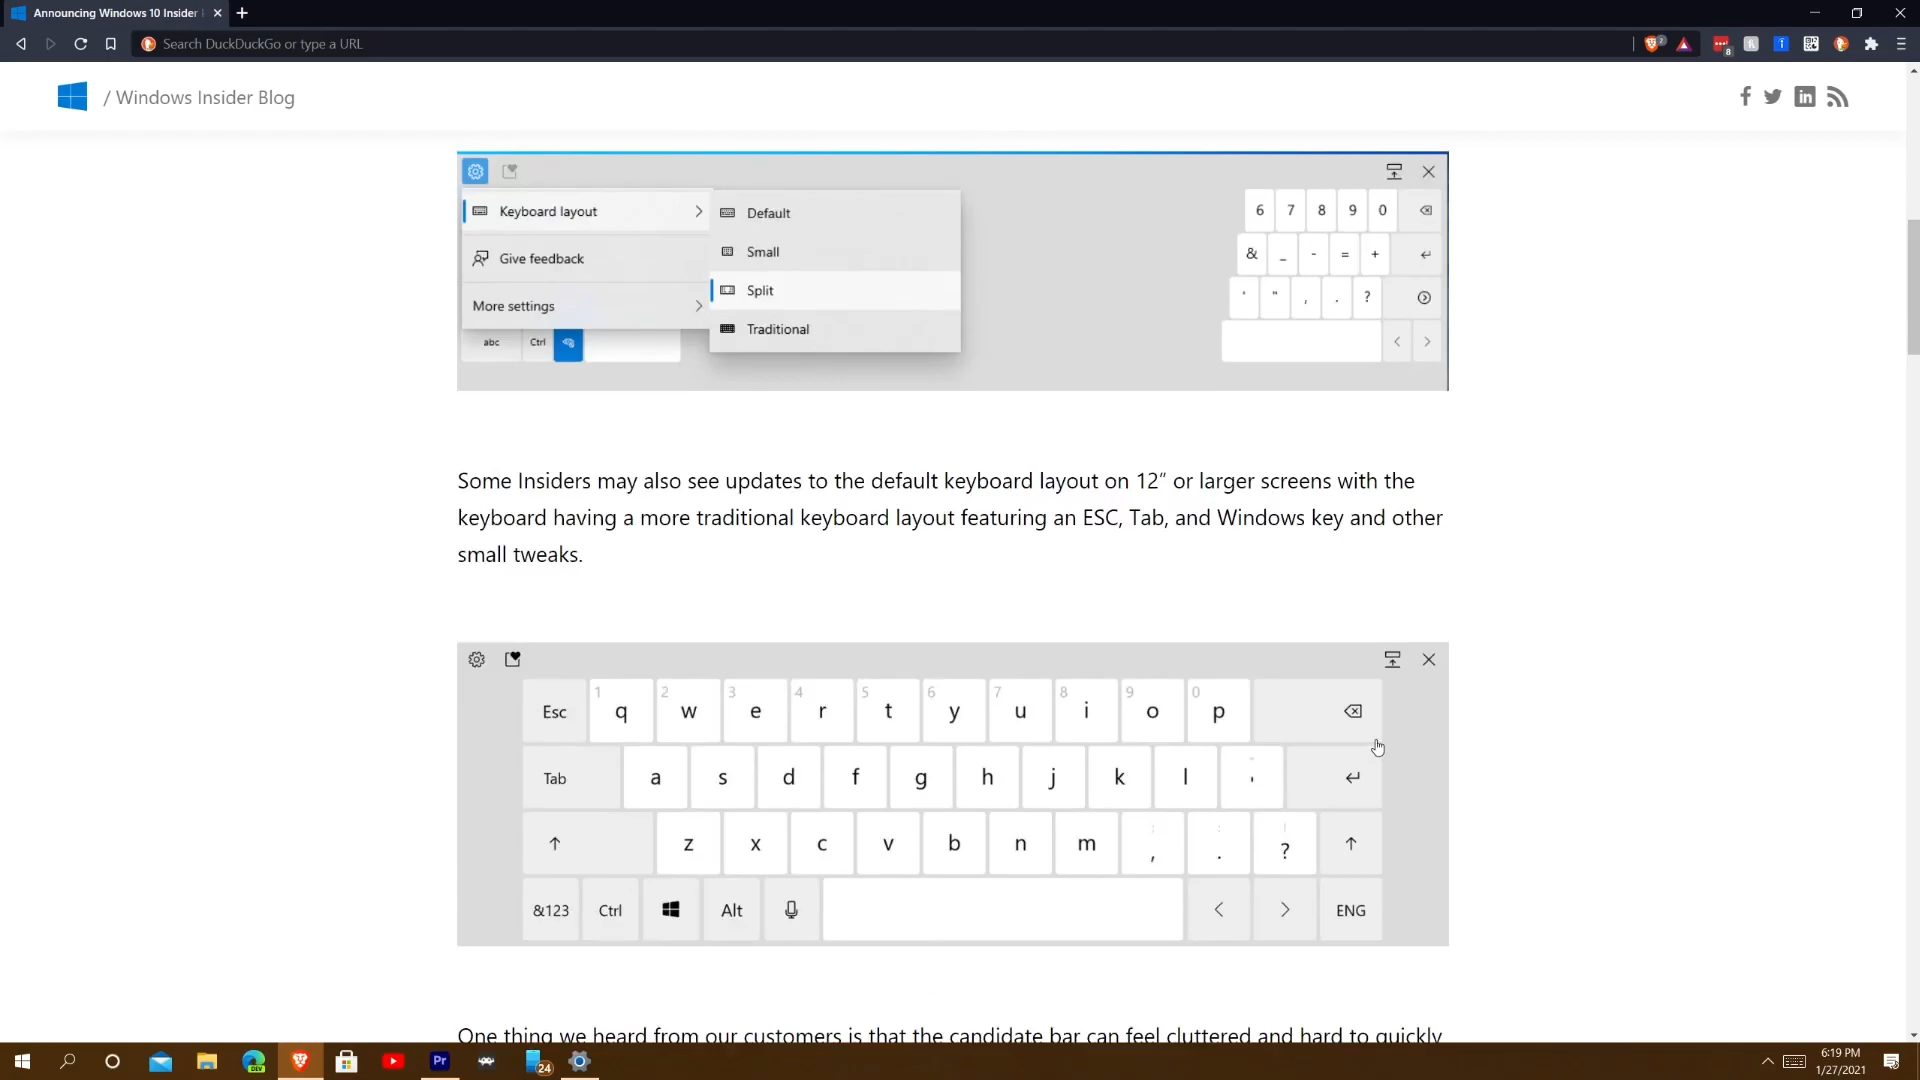 Announcing Windows 10 Insider
Search DuckDuckGo or type a URL
2
8
/ Windows Insider Blog
Keyboard layout
Default
Small
Split
Traditional
Give feedback
More settings
abc Ctrl
6 7 8 9 0
& _ - = +
' " , . ?
Some Insiders may also see updates to the default keyboard layout on 12” or larger screens with the
keyboard having a more traditional keyboard layout featuring an ESC, Tab, and Windows key and other
small tweaks.
1 2 3 4 5 6 7 8 9 0
Esc q w e r t y u i o p
Tab a s d f g h j k l '
z x c v b n m , . ?
&123 Ctrl Alt ENG
One thing we heard from our customers is that the candidate bar can feel cluttered and hard to quickly
DEV
Pr
24
6:19 PM
1/27/2021